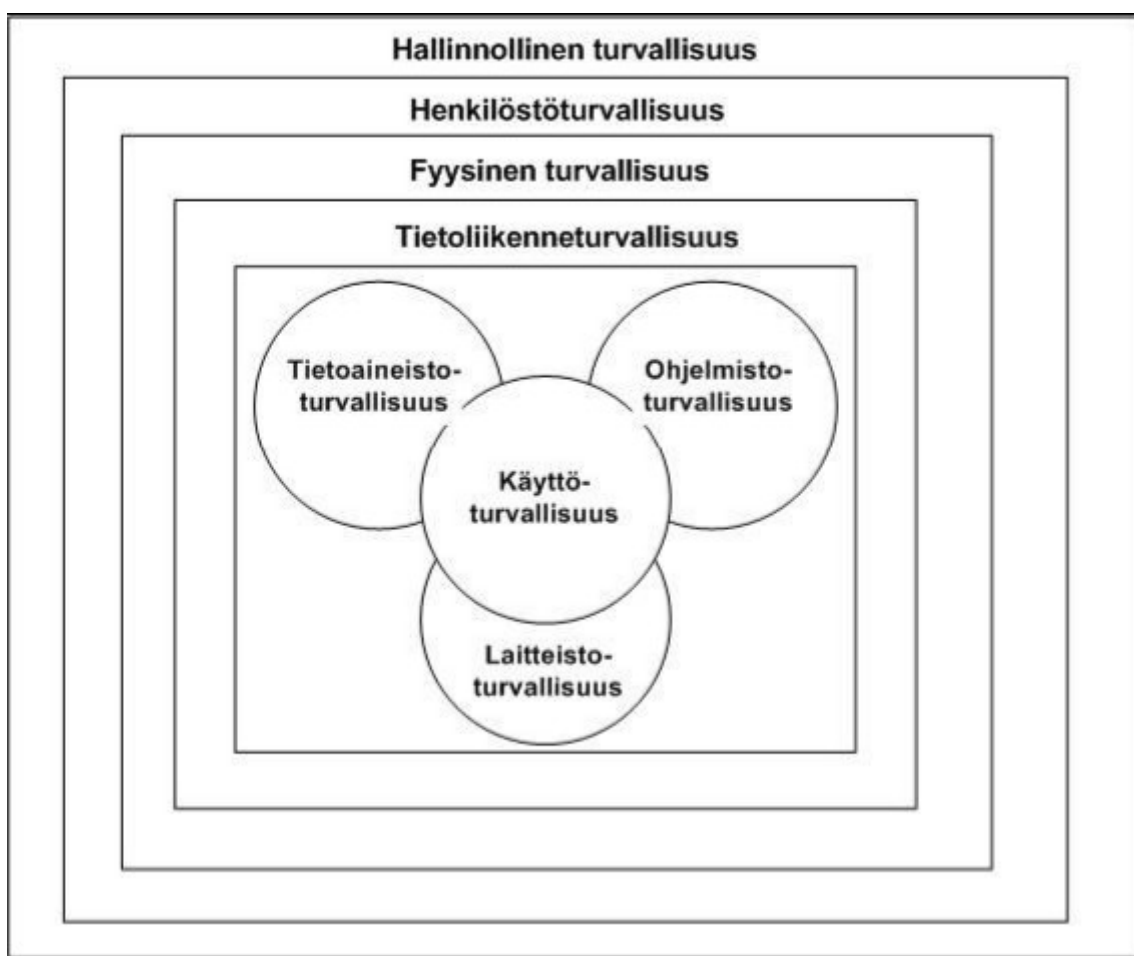 Hallinnollinen turvallisuus
Henkilöstöturvallisuus
Fyysinen turvallisuus
Tietoliikenneturvallisuus
Tietoaineisto-
turvallisuus
Ohjelmisto-
turvallisuus
Käyttö-
turvallisuus
Laitteisto-
turvallisuus